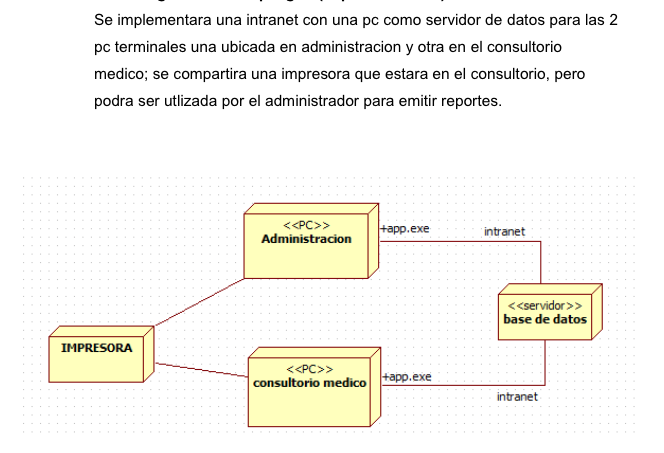 Se implementara una intranet con una pc como servidor de datos para las 2
pc terminales una ubicada en administracion y otra en el consultorio
medico; se compartira una impresora que estara en el consultorio, pero
podra ser utlizada por el administrador para emitir reportes.
<<PC>>
Administracion
+app.exe
intranet
<<servidor>>
base de datos
IMPRESORA
<<PC>>
consultorio medico
+app.exe
intranet